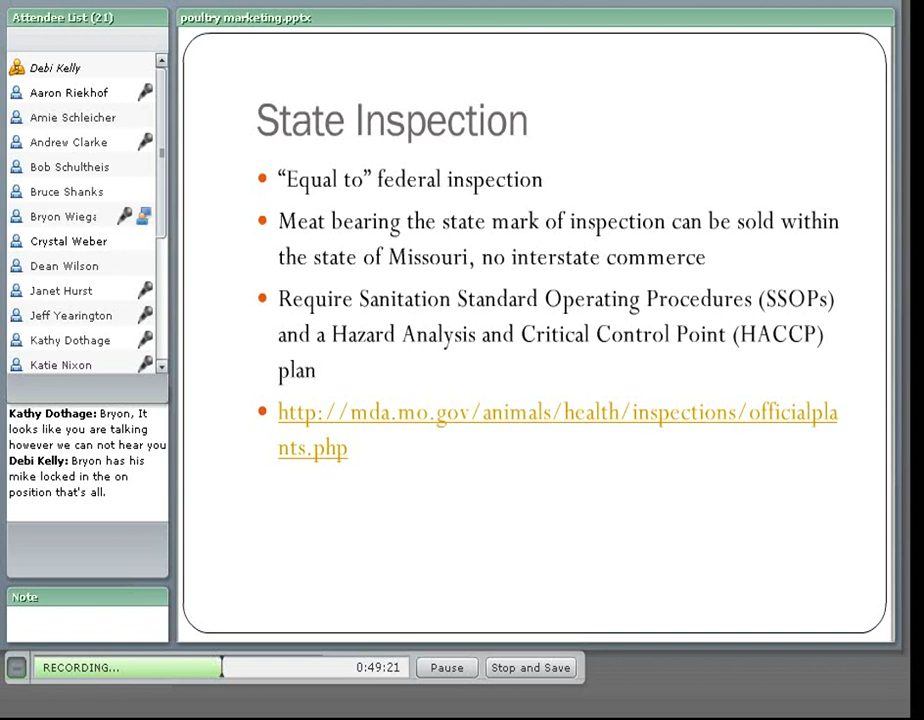 Attendee List (21)
Debi Kelly
Aaron Riekhof
Amie Schleicher
Andrew Clarke
Bob Schultheis
Bruce Shanks
Bryon Wiega
Crystal Weber
Dean Wilson
Janet Hurst
Jeff Yearington
Kathy Dothage
Katie Nixon
Kathy Dothage: Bryon, It
looks like you are talking
however we can not hear you
Debi Kelly: Bryon has his
mike locked in the on
position that's all.
Note
poultry marketing.pptx
State Inspection
• “Equal to” federal inspection
• Meat bearing the state mark of inspection can be sold within
the state of Missouri, no interstate commerce
• Require Sanitation Standard Operating Procedures (SSOPs)
and a Hazard Analysis and Critical Control Point (HACCP)
plan
• http://mda.mo.gov/animals/health/inspections/officialpla
nts.php
RECORDING... 0:49:21 Pause Stop and Save